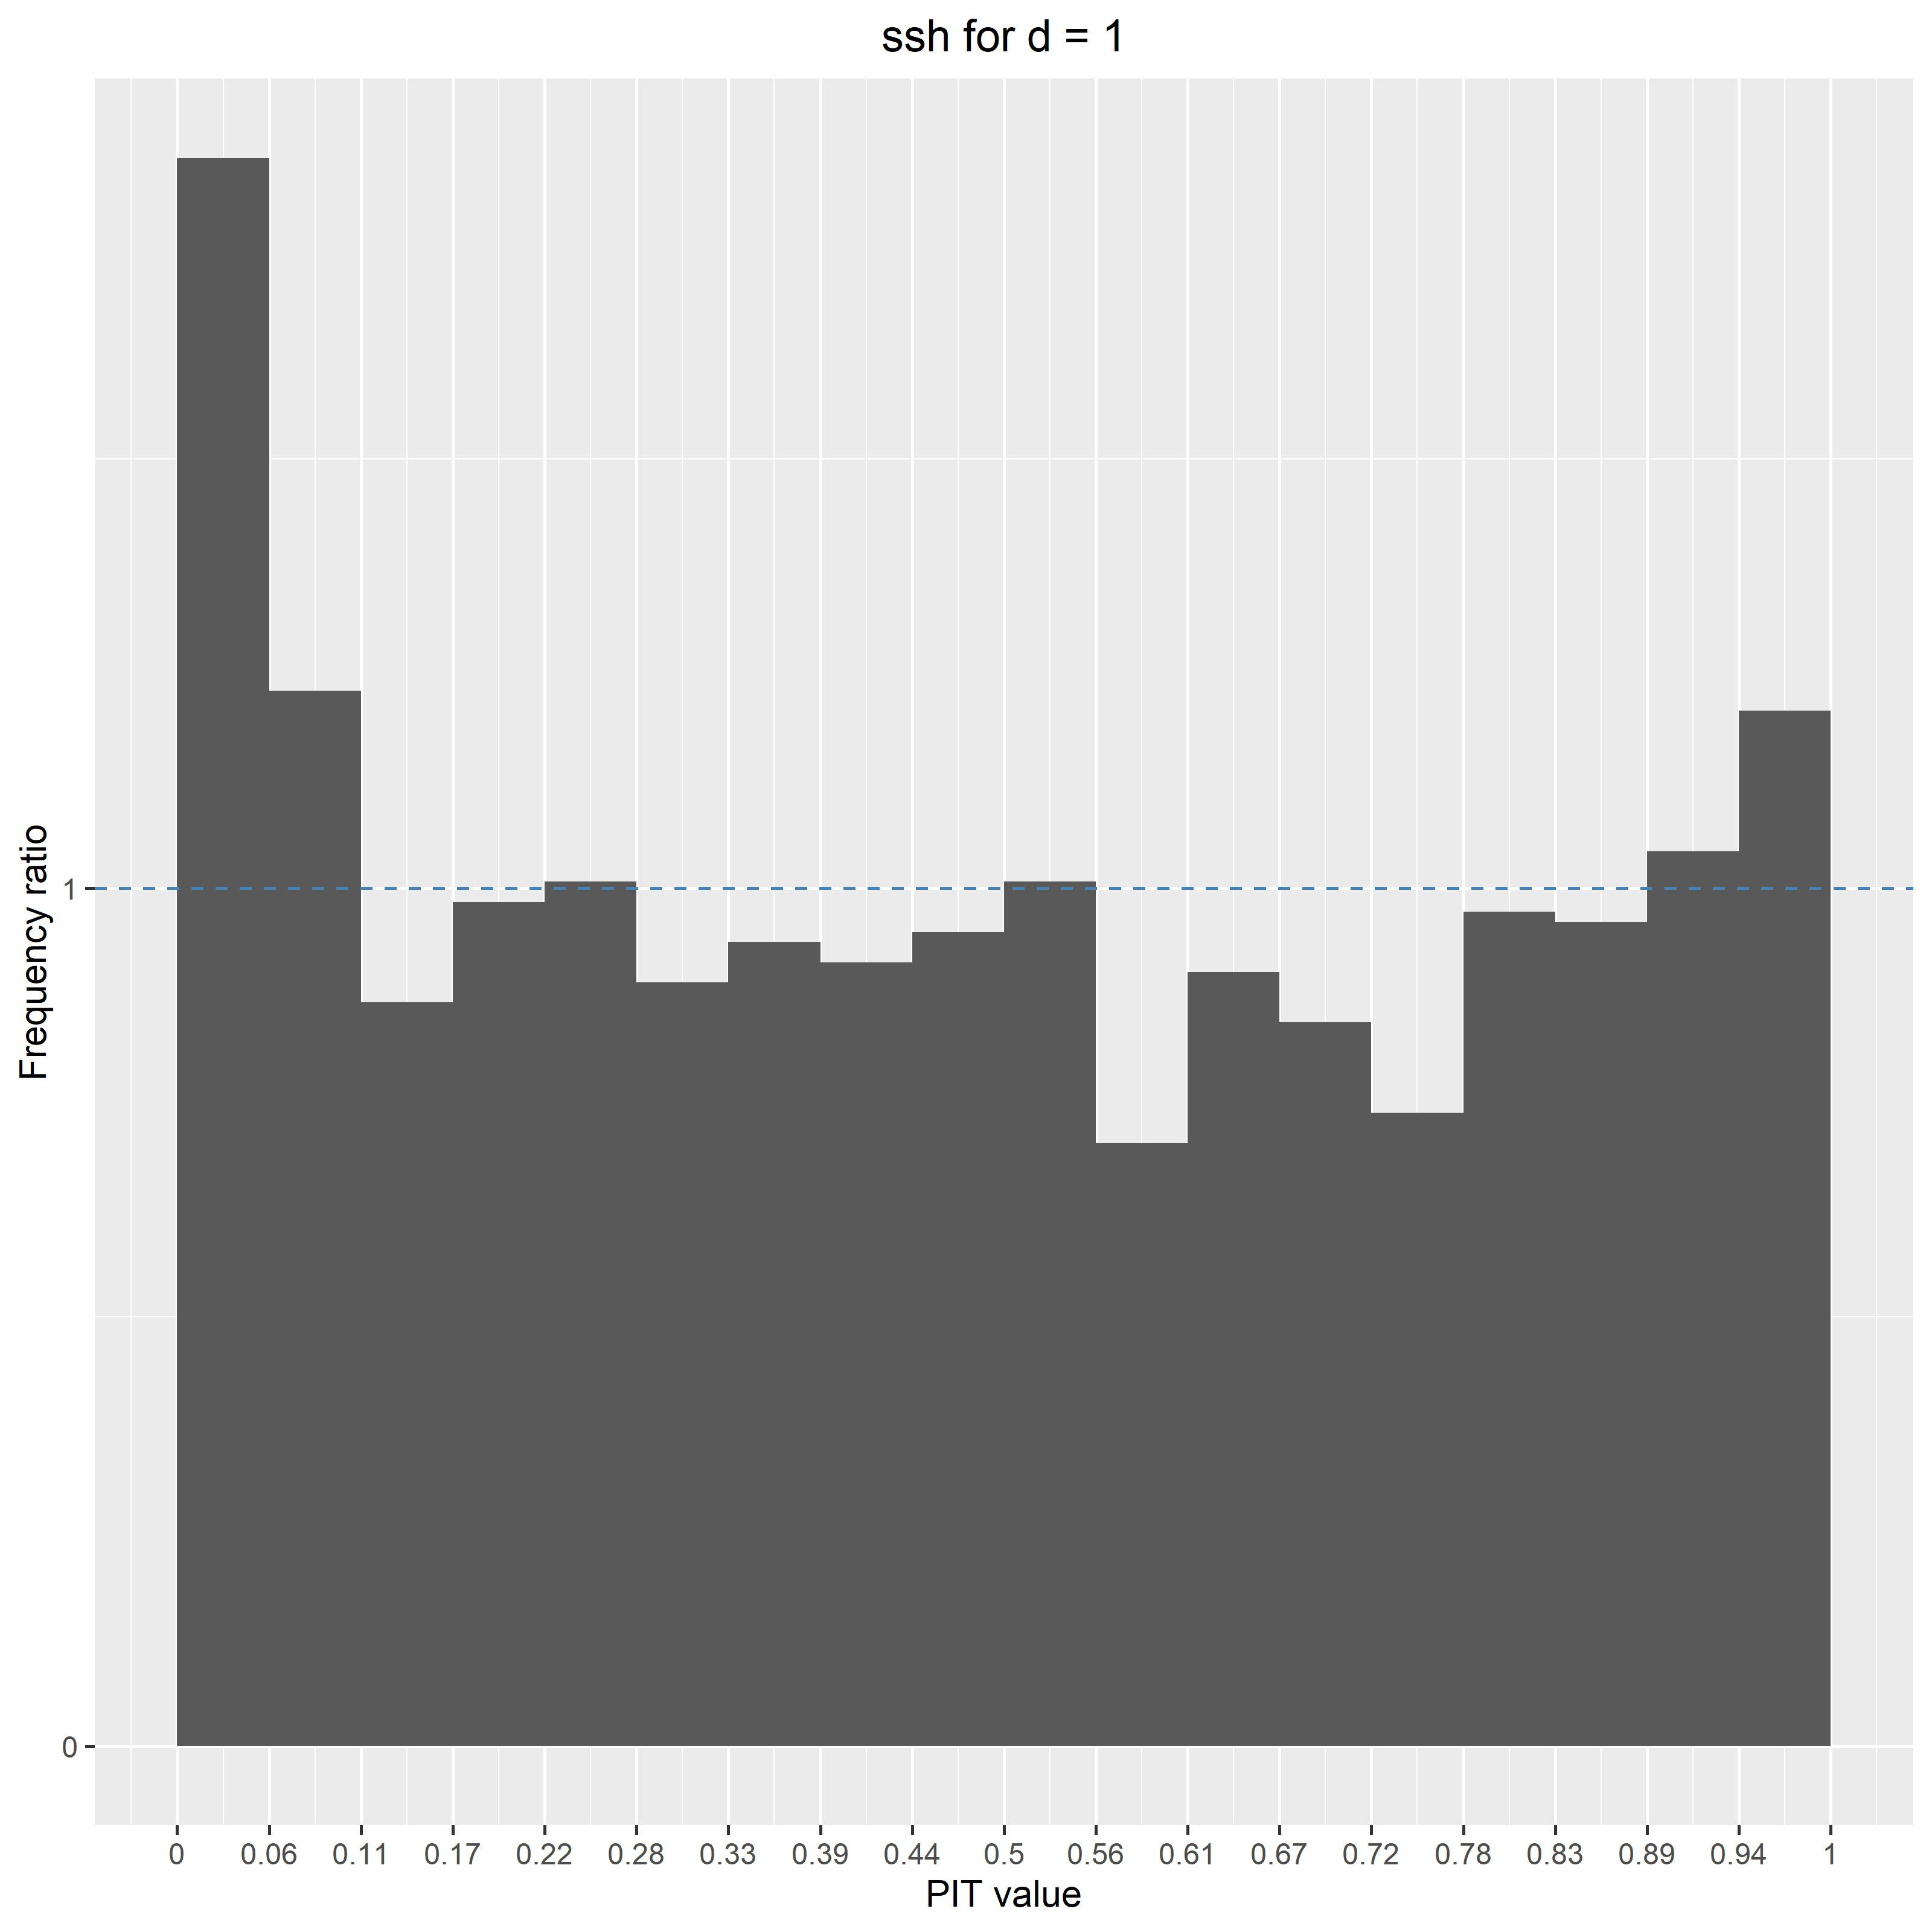 ssh for d = 1
Frequency ratio
1
0
0 0.06 0.11 0.17 0.22 0.28 0.33 0.39 0.44 0.5 0.56 0.61 0.67 0.72 0.78 0.83 0.89 0.94 1
PIT value